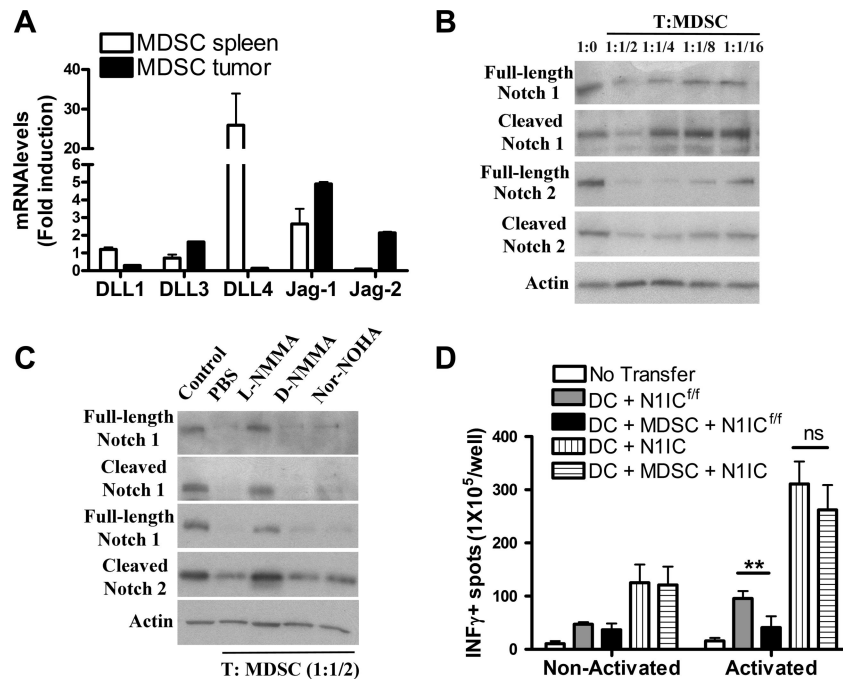 A
MDSC spleen
MDSC tumor
mRNAlevels
(Fold induction)
40
30
20
6
5
4
3
2
1
0
DLL1 DLL3 DLL4 Jag-1 Jag-2
B
T:MDSC
1:0 1:1/2 1:1/4 1:1/8 1:1/16
Full-length
Notch 1
Cleaved
Notch 1
Full-length
Notch 2
Cleaved
Notch 2
Actin
C
Control PBS L-NMMA D-NMMA Nor-NOHA
Full-length
Notch 1
Cleaved
Notch 1
Full-length
Notch 1
Cleaved
Notch 2
Actin
T: MDSC (1:1/2)
D
No Transfer
DC + N1IC^f/f
DC + MDSC + N1IC^f/f
DC + N1IC
DC + MDSC + N1IC
INFγ+ spots (1X10^5/well)
400
300
200
100
0
**
ns
Non-Activated Activated